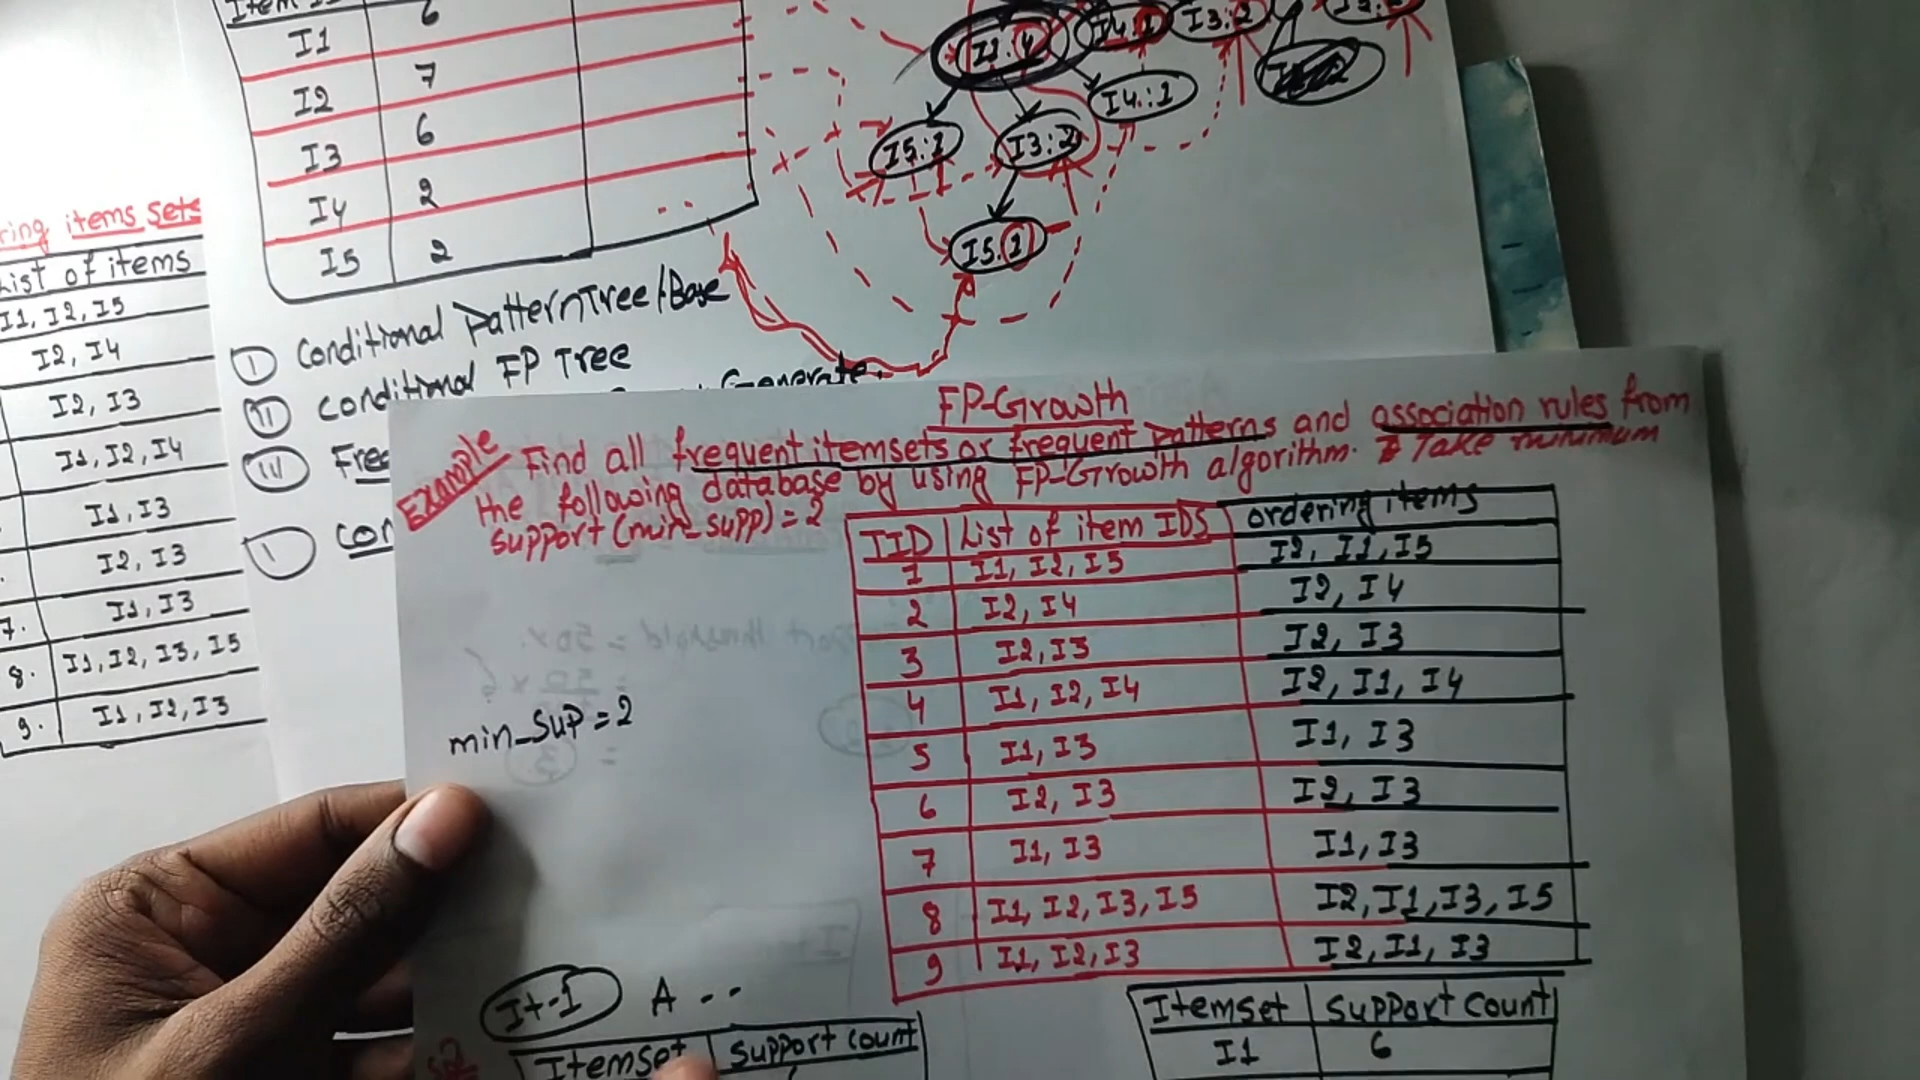 I1 6
I2 7
I3 6
I4 2
I5 2
I1:4
I4:1
I3:2
I5:1
I3:2
I4:1
I5:1
items sets
List of items
I1, I2, I5
I2, I4
I2, I3
I1, I2, I4
I1, I3
I2, I3
7. I1, I3
8. I1, I2, I3, I5
9. I1, I2, I3
I Conditional Pattern Tree / Base
II Conditional FP Tree
Generate
III
FP-Growth
Example Find all frequent itemsets or frequent patterns and association rules from
the following database by using FP-Growth algorithm. Take minimum
support (min_supp) = 2
TID List of item IDS ordering items
1 I1, I2, I5 I2, I1, I5
2 I2, I4 I2, I4
3 I2, I3 I2, I3
4 I1, I2, I4 I2, I1, I4
5 I1, I3 I1, I3
6 I2, I3 I2, I3
7 I1, I3 I1, I3
8 I1, I2, I3, I5 I2, I1, I3, I5
9 I1, I2, I3 I2, I1, I3
min_sup = 2
It-1 A --
Itemset support count
Itemset support count
I1 6